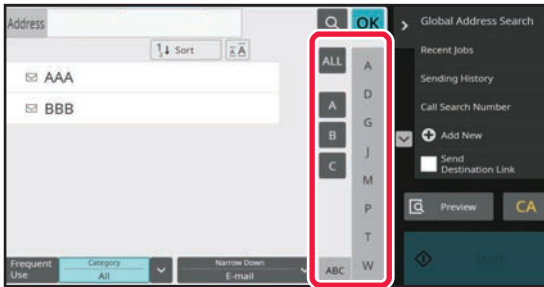 Address
OK
Sort
AAA
BBB
ALL
A
B
C
ABC
A
D
G
J
M
P
T
W
Frequent
Use
Category
All
Narrow Down
E-mail
Global Address Search
Recent Jobs
Sending History
Call Search Number
Add New
Send
Destination Link
Preview
CA
Start